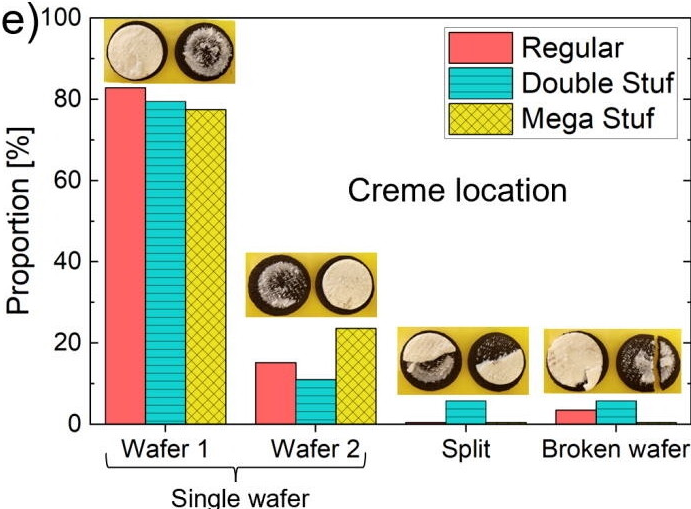 e)
100
80
60
40
20
0
Proportion [%]
Regular
Double Stuf
Mega Stuf
Creme location
Wafer 1
Wafer 2
Split
Broken wafer
Single wafer